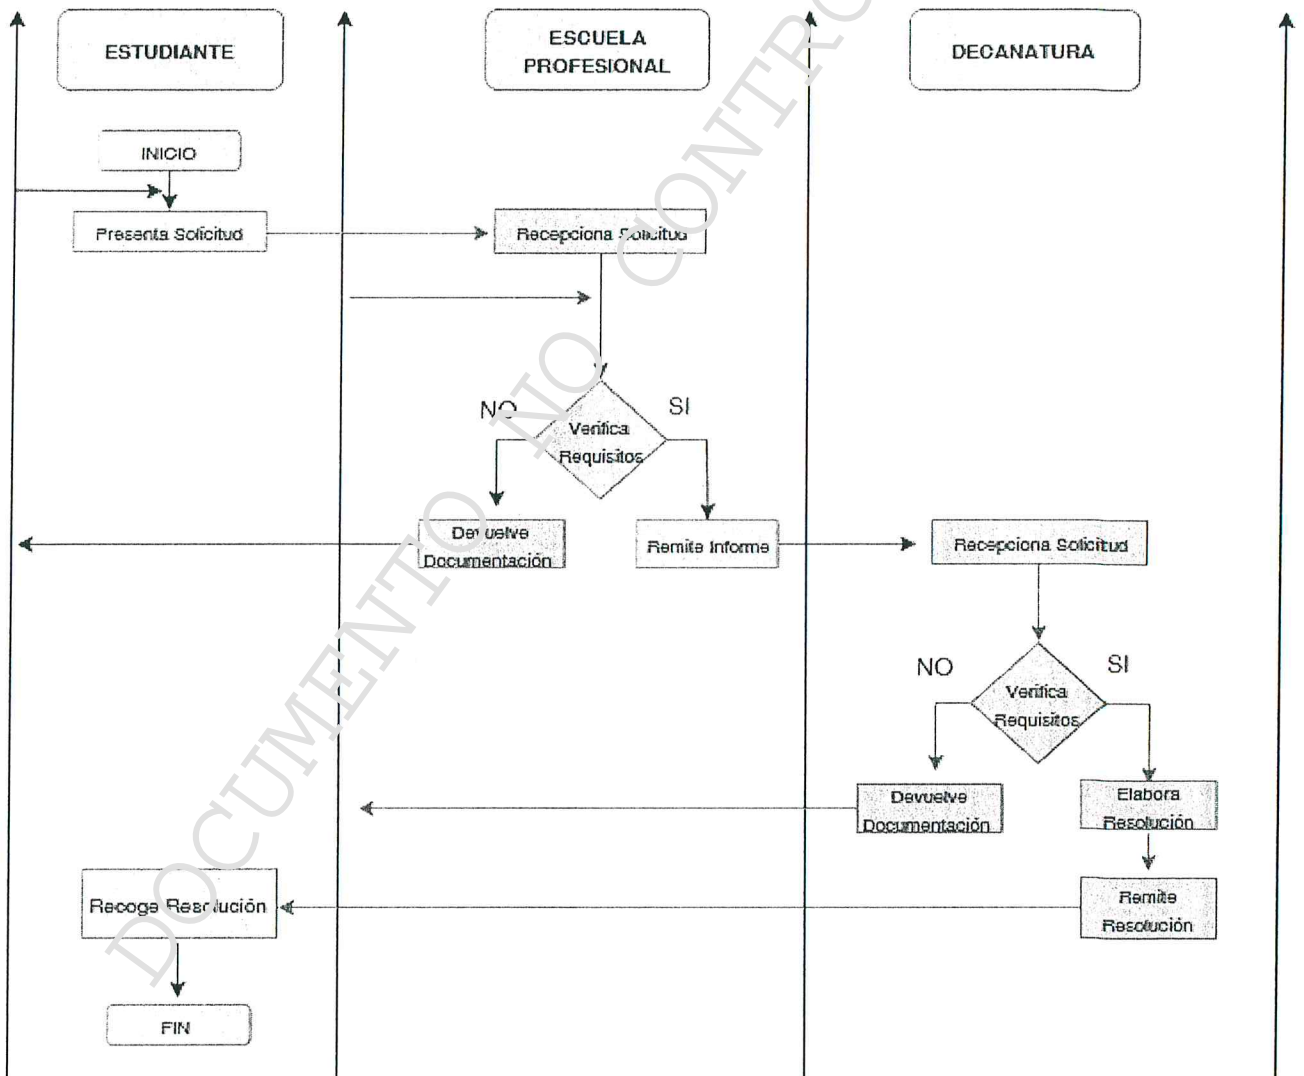 ESTUDIANTE
ESCUELA
PROFESIONAL
DECANATURA
INICIO
Presenta Solicitud
Recepciona Solicitud
NO
SI
Verifica
Requisitos
Devuelve
Documentación
Remite Informe
Recepciona Solicitud
NO
SI
Verifica
Requisitos
Devuelve
Documentación
Elabora
Resolución
Recoge Resolución
Remite
Resolución
FIN
DOCUMENTO NO CONTRO